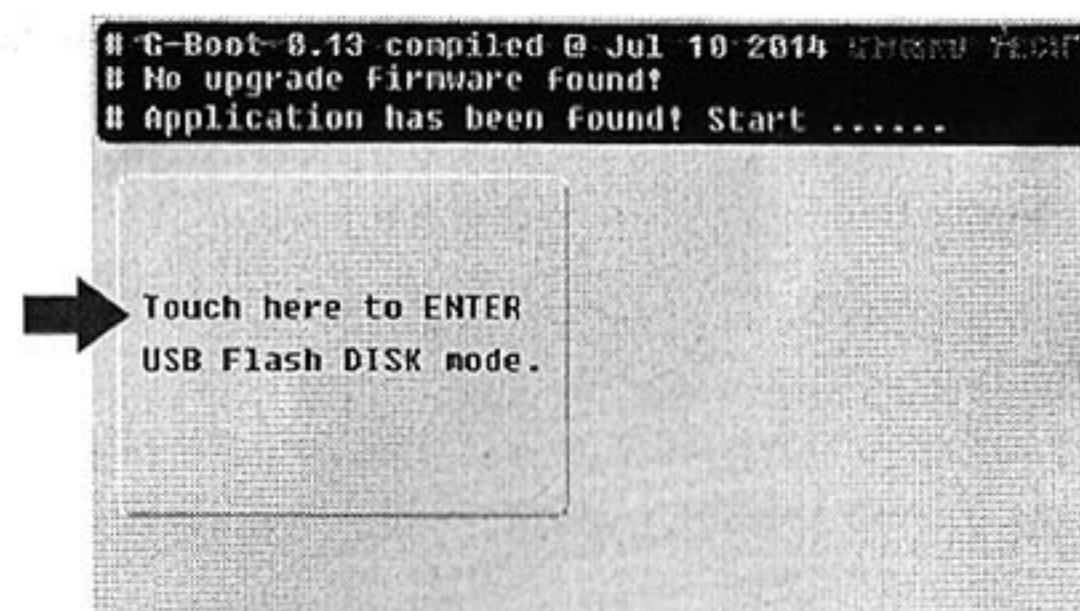 # G-Boot 0.13 compiled @ Jul 10 2014
# No upgrade firmware found!
# Application has been found! Start ......
Touch here to ENTER
USB Flash DISK mode.